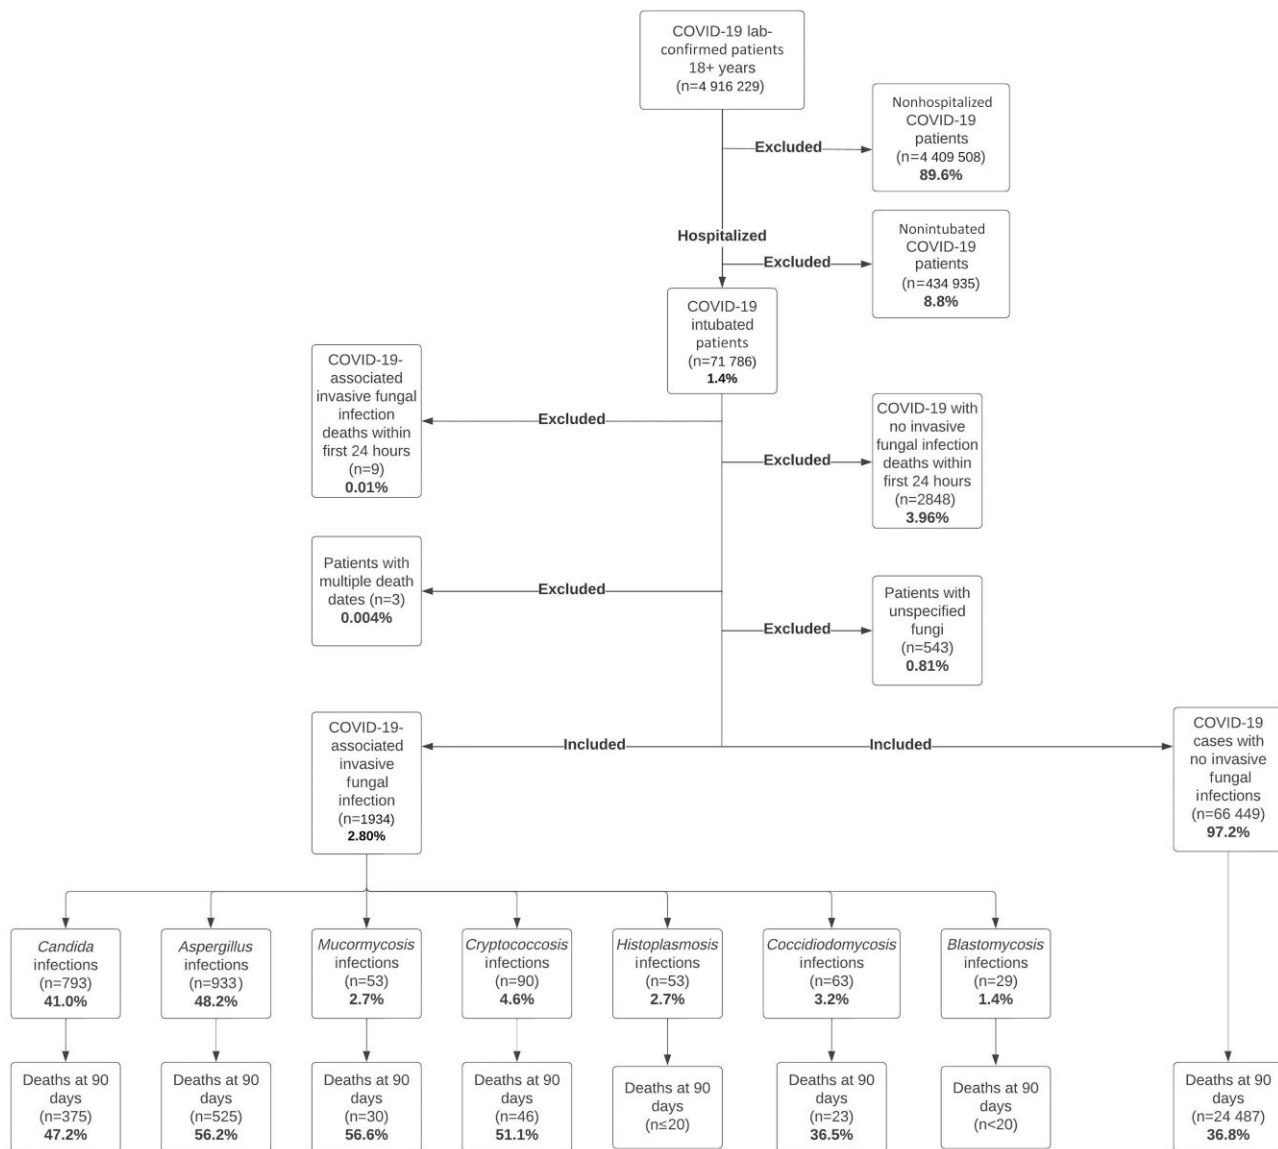 COVID-19 lab-
confirmed patients
18+ years
(n=4 916 229)
Excluded
Nonhospitalized
COVID-19
patients
(n=4 409 508)
89.6%
Hospitalized
Excluded
Nonintubated
COVID-19
patients
(n=434 935)
8.8%
COVID-19
intubated
patients
(n=71 786)
1.4%
COVID-19-
associated
invasive fungal
infection
deaths within
first 24 hours
(n=9)
0.01%
Excluded
Excluded
COVID-19 with
no invasive
fungal infection
deaths within
first 24 hours
(n=2848)
3.96%
Patients with
multiple death
dates (n=3)
0.004%
Excluded
Excluded
Patients with
unspecified
fungi
(n=543)
0.81%
COVID-19-
associated
invasive
fungal
infection
(n=1934)
2.80%
Included
Included
COVID-19
cases with
no invasive
fungal
infections
(n=66 449)
97.2%
Candida
infections
(n=793)
41.0%
Aspergillus
infections
(n=933)
48.2%
Mucormycosis
infections
(n=53)
2.7%
Cryptococcosis
infections
(n=90)
4.6%
Histoplasmosis
infections
(n=53)
2.7%
Coccidiodomycosis
infections
(n=63)
3.2%
Blastomycosis
infections
(n=29)
1.4%
Deaths at 90
days
(n=375)
47.2%
Deaths at 90
days
(n=525)
56.2%
Deaths at 90
days
(n=30)
56.6%
Deaths at 90
days
(n=46)
51.1%
Deaths at 90
days
(n≤20)
Deaths at 90
days
(n=23)
36.5%
Deaths at 90
days
(n<20)
Deaths at 90
days
(n=24 487)
36.8%